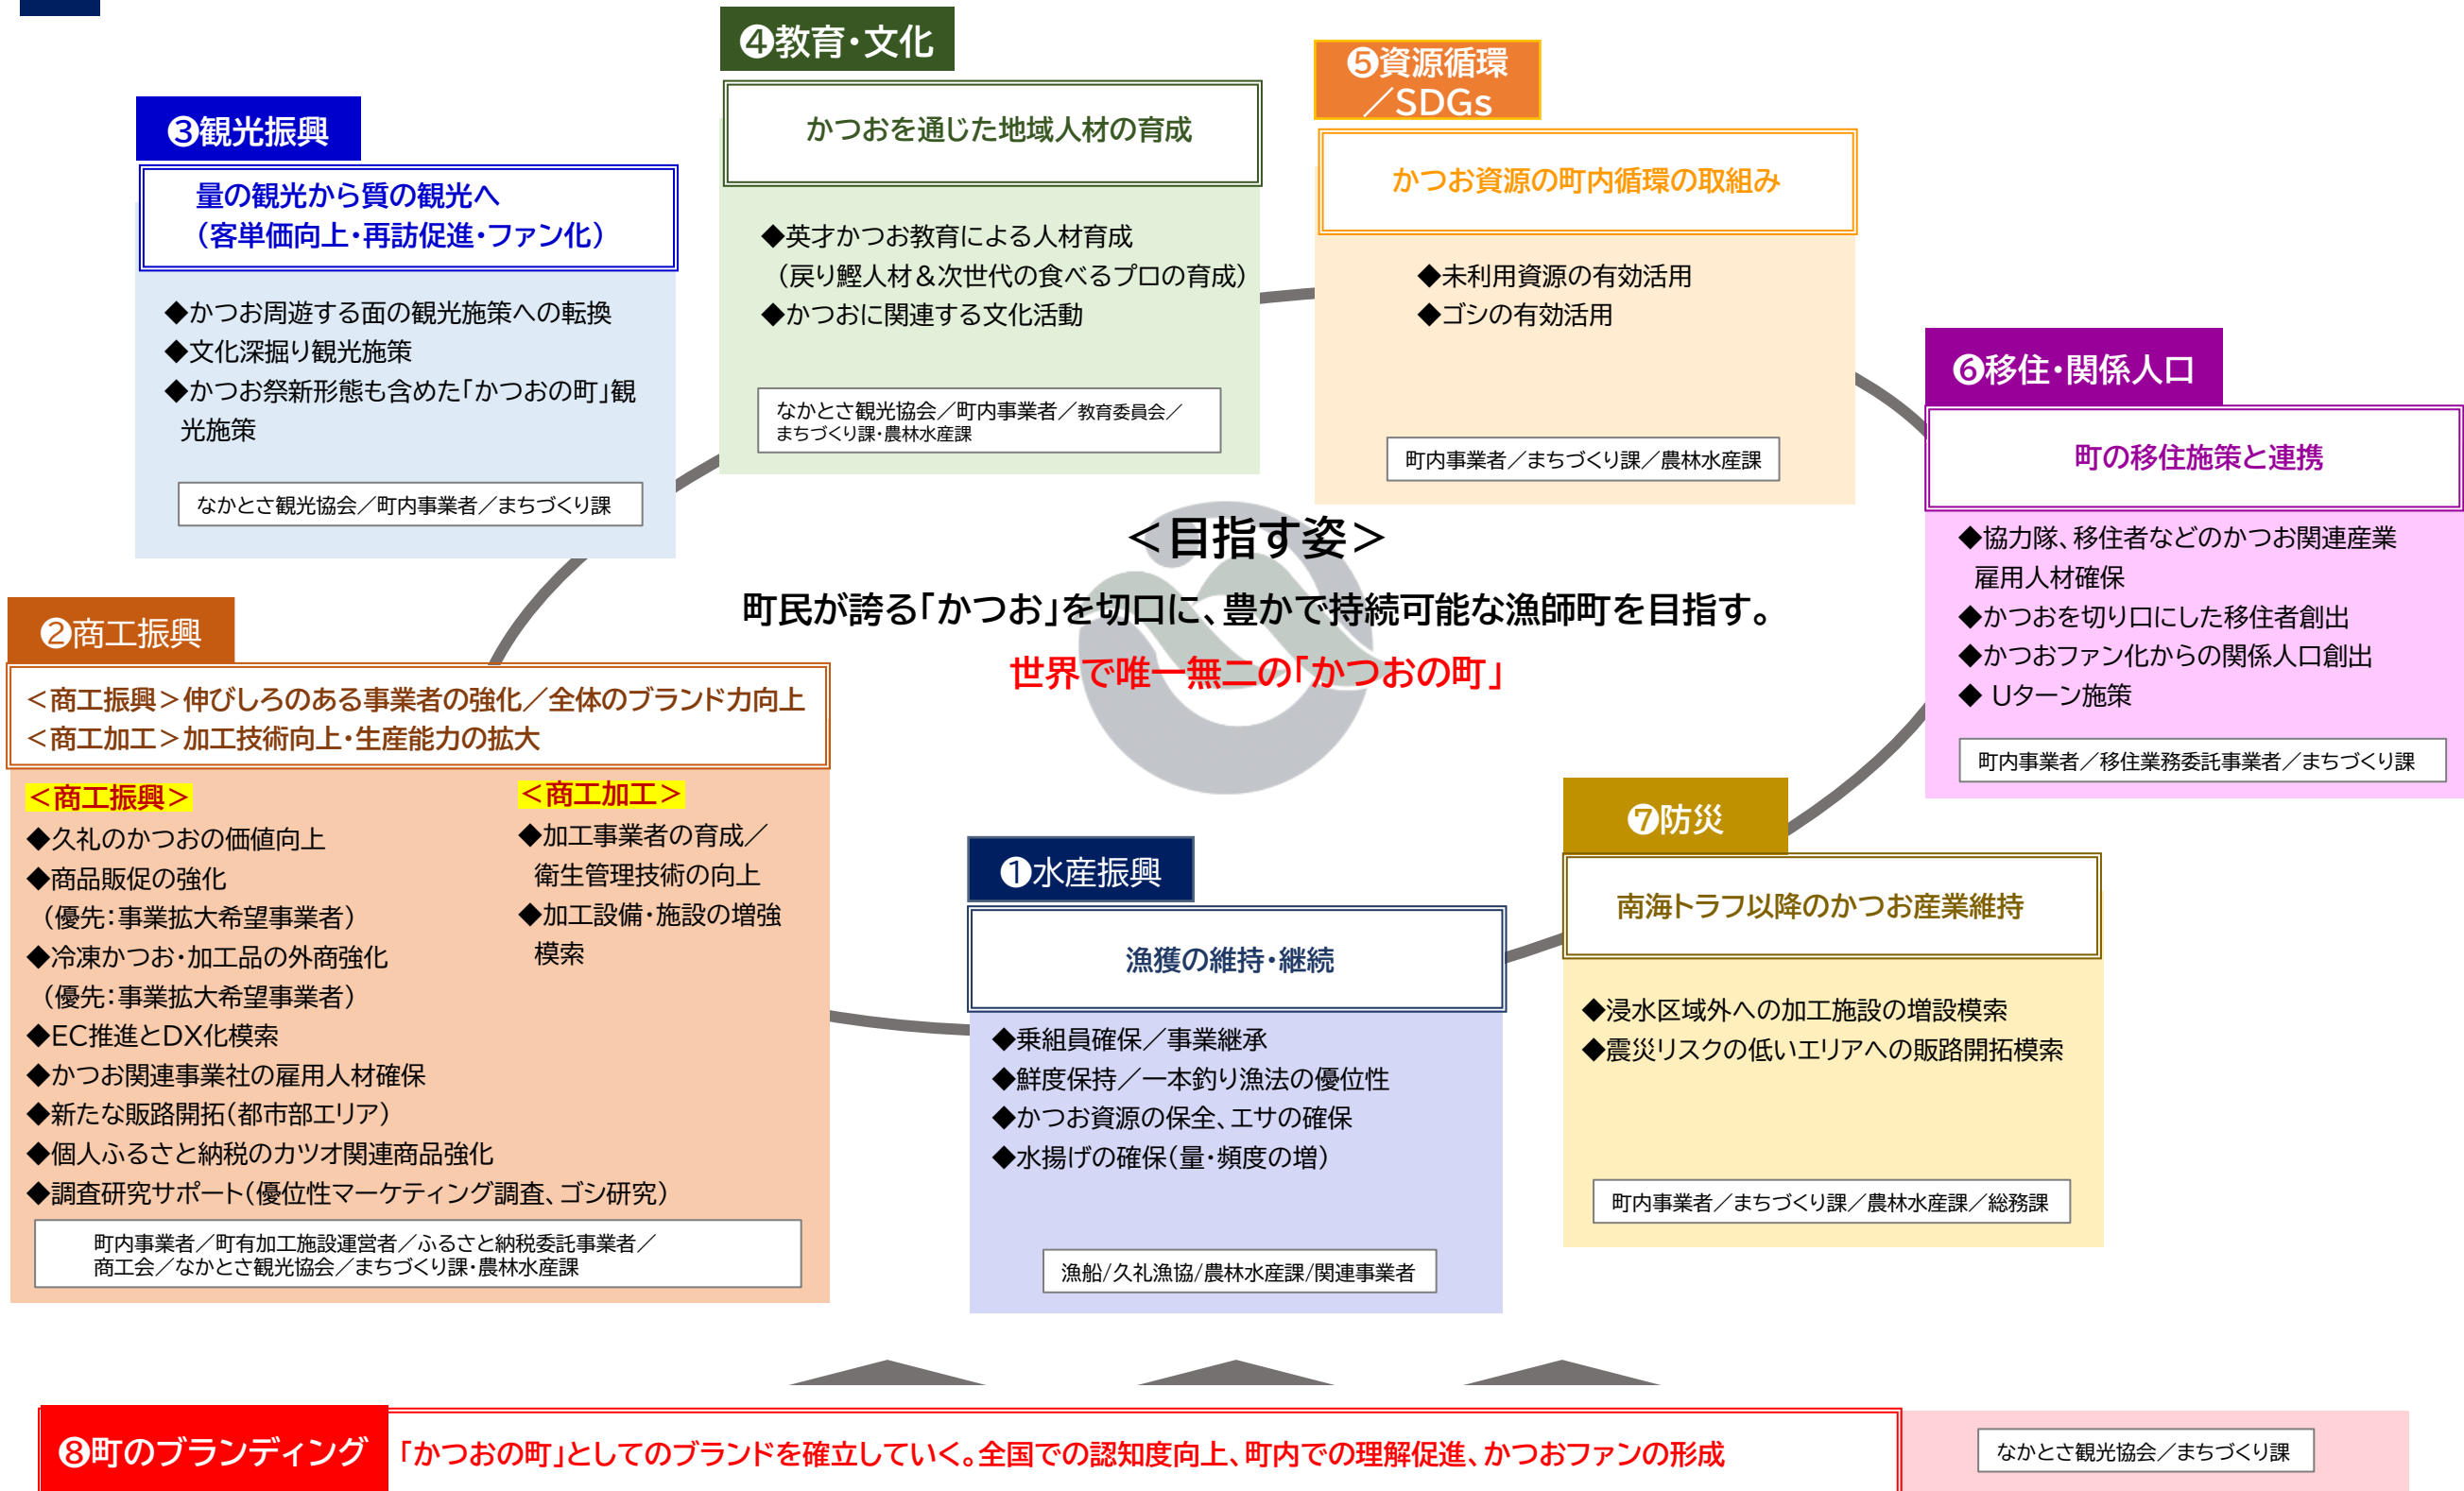 ❹教育・文化
かつおを通じた地域人材の育成
◆英才かつお教育による人材育成
（戻り鰹人材＆次世代の食べるプロの育成）
◆かつおに関連する文化活動
なかとさ観光協会／町内事業者／教育委員会／
まちづくり課・農林水産課
❺資源循環
／SDGs
かつお資源の町内循環の取組み
◆未利用資源の有効活用
◆ゴシの有効活用
町内事業者／まちづくり課／農林水産課
❸観光振興
量の観光から質の観光へ
（客単価向上・再訪促進・ファン化）
◆かつお周遊する面の観光施策への転換
◆文化深掘り観光施策
◆かつお祭新形態も含めた「かつおの町」観
光施策
なかとさ観光協会／町内事業者／まちづくり課
❻移住・関係人口
町の移住施策と連携
◆協力隊、移住者などのかつお関連産業
雇用人材確保
◆かつおを切り口にした移住者創出
◆かつおファン化からの関係人口創出
◆ Uターン施策
町内事業者／移住業務委託事業者／まちづくり課
＜目指す姿＞
町民が誇る「かつお」を切口に、豊かで持続可能な漁師町を目指す。
世界で唯一無二の「かつおの町」
❷商工振興
＜商工振興＞伸びしろのある事業者の強化／全体のブランド力向上
＜商工加工＞加工技術向上・生産能力の拡大
＜商工振興＞
◆久礼のかつおの価値向上
◆商品販促の強化
（優先：事業拡大希望事業者）
◆冷凍かつお・加工品の外商強化
（優先：事業拡大希望事業者）
◆EC推進とDX化模索
◆かつお関連事業社の雇用人材確保
◆新たな販路開拓（都市部エリア）
◆個人ふるさと納税のカツオ関連商品強化
◆調査研究サポート（優位性マーケティング調査、ゴシ研究）
＜商工加工＞
◆加工事業者の育成／
衛生管理技術の向上
◆加工設備・施設の増強
模索
町内事業者／町有加工施設運営者／ふるさと納税委託事業者／
商工会／なかとさ観光協会／まちづくり課・農林水産課
❶水産振興
漁獲の維持・継続
◆乗組員確保／事業継承
◆鮮度保持／一本釣り漁法の優位性
◆かつお資源の保全、エサの確保
◆水揚げの確保（量・頻度の増）
漁船/久礼漁協/農林水産課/関連事業者
❼防災
南海トラフ以降のかつお産業維持
◆浸水区域外への加工施設の増設模索
◆震災リスクの低いエリアへの販路開拓模索
町内事業者／まちづくり課／農林水産課／総務課
❽町のブランディング
「かつおの町」としてのブランドを確立していく。全国での認知度向上、町内での理解促進、かつおファンの形成
なかとさ観光協会／まちづくり課